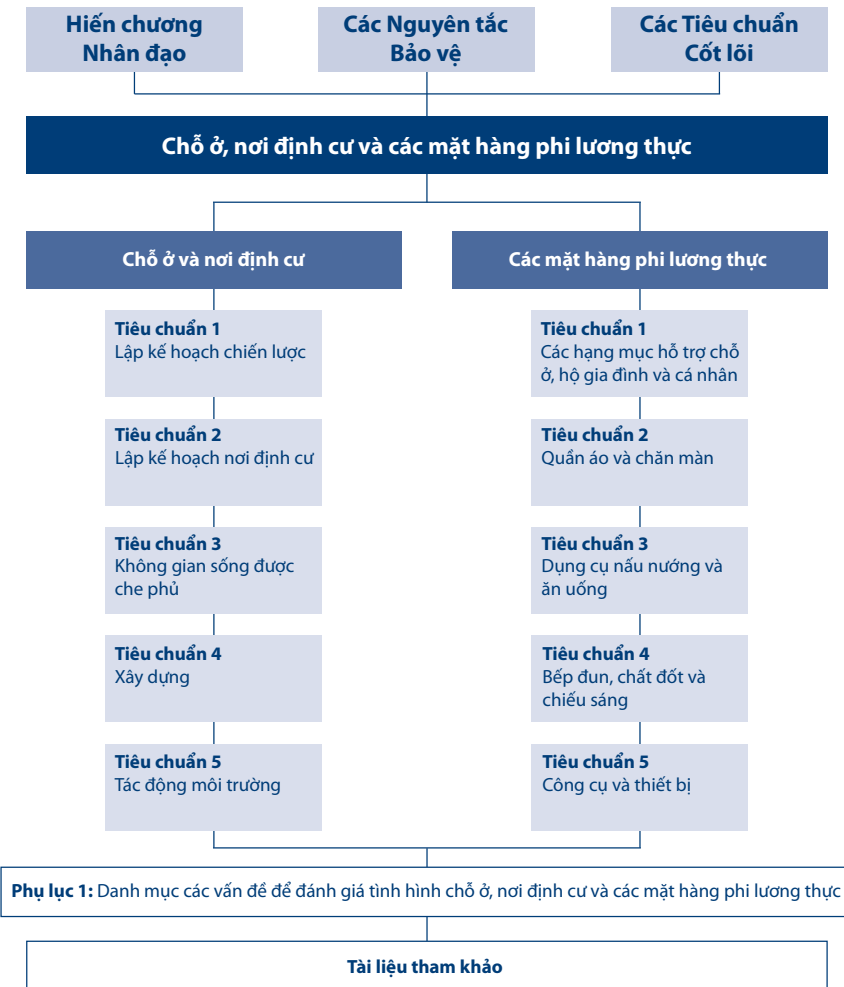 Hiến chương
Nhân đạo
Các Nguyên tắc
Bảo vệ
Các Tiêu chuẩn
Cốt lõi
Chỗ ở, nơi định cư và các mặt hàng phi lương thực
Chỗ ở và nơi định cư
Tiêu chuẩn 1
Lập kế hoạch chiến lược
Tiêu chuẩn 2
Lập kế hoạch nơi định cư
Tiêu chuẩn 3
Không gian sống được
che phủ
Tiêu chuẩn 4
Xây dựng
Tiêu chuẩn 5
Tác động môi trường
Các mặt hàng phi lương thực
Tiêu chuẩn 1
Các hạng mục hỗ trợ chỗ
ở, hộ gia đình và cá nhân
Tiêu chuẩn 2
Quần áo và chăn màn
Tiêu chuẩn 3
Dụng cụ nấu nướng và
ăn uống
Tiêu chuẩn 4
Bếp đun, chất đốt và
chiếu sáng
Tiêu chuẩn 5
Công cụ và thiết bị
Phụ lục 1: Danh mục các vấn đề để đánh giá tình hình chỗ ở, nơi định cư và các mặt hàng phi lương thực
Tài liệu tham khảo